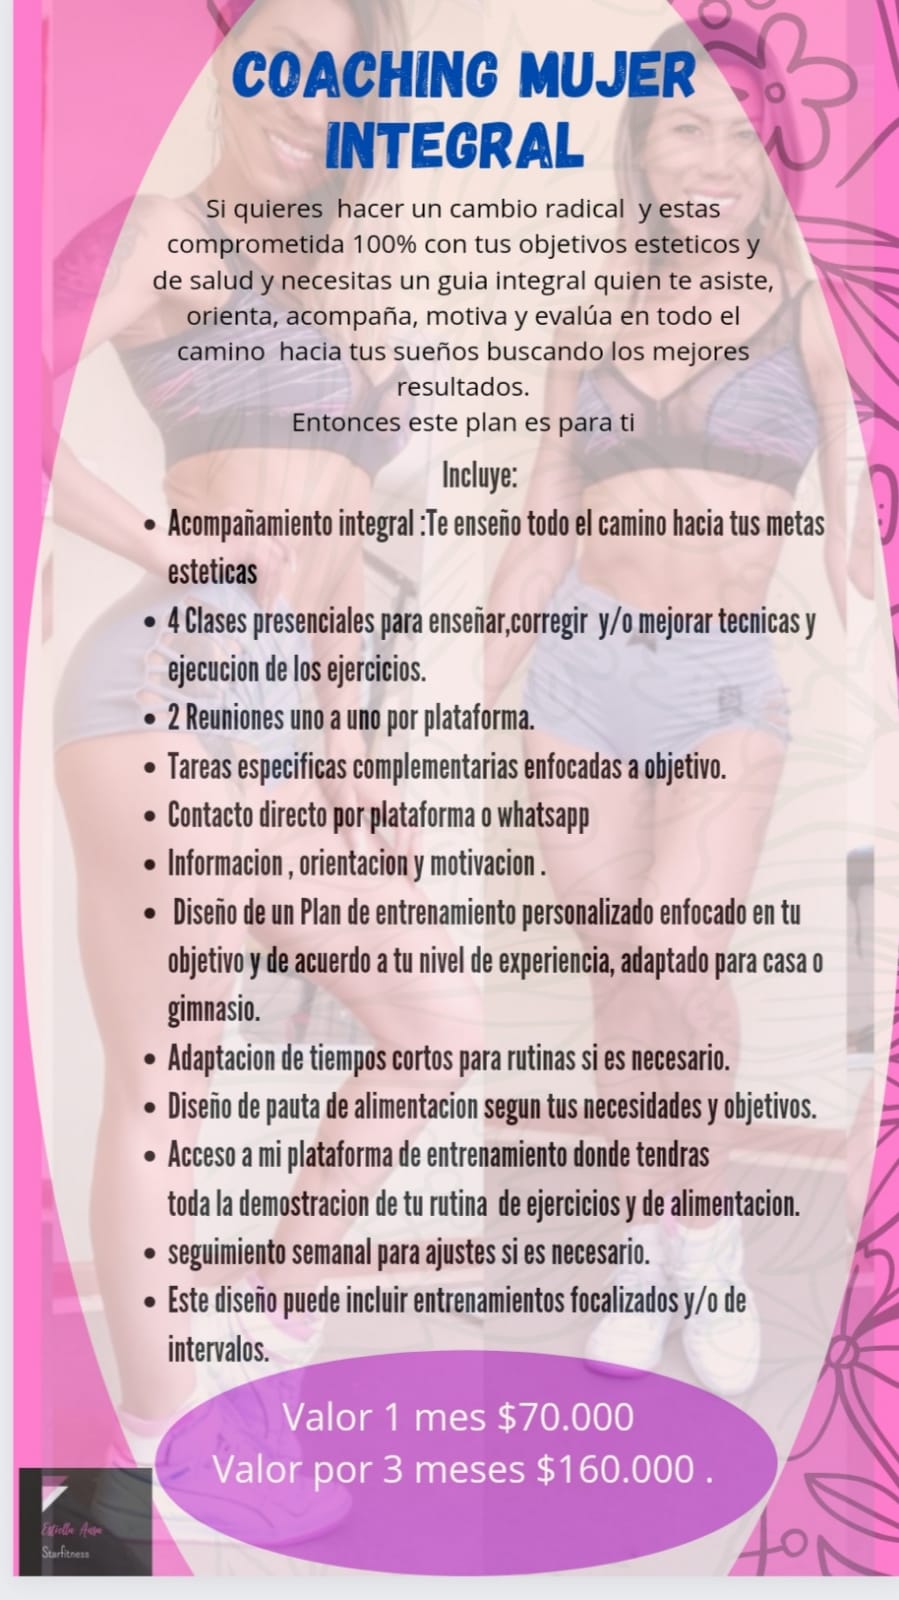 COACHING MUJER
INTEGRAL
Si quieres hacer un cambio radical y estas
comprometida 100% con tus objetivos esteticos y
de salud y necesitas un guia integral quien te asiste,
orienta, acompaña, motiva y evalúa en todo el
camino hacia tus sueños buscando los mejores
resultados.
Entonces este plan es para ti
Incluye:
• Acompañamiento integral :Te enseño todo el camino hacia tus metas
esteticas
• 4 Clases presenciales para enseñar,corregir y/o mejorar tecnicas y
ejecucion de los ejercicios.
• 2 Reuniones uno a uno por plataforma.
• Tareas especificas complementarias enfocadas a objetivo.
• Contacto directo por plataforma o whatsapp
• Informacion , orientacion y motivacion .
• Diseño de un Plan de entrenamiento personalizado enfocado en tu
objetivo y de acuerdo a tu nivel de experiencia, adaptado para casa o
gimnasio.
• Adaptacion de tiempos cortos para rutinas si es necesario.
• Diseño de pauta de alimentacion segun tus necesidades y objetivos.
• Acceso a mi plataforma de entrenamiento donde tendras
toda la demostracion de tu rutina de ejercicios y de alimentacion.
• seguimiento semanal para ajustes si es necesario.
• Este diseño puede incluir entrenamientos focalizados y/o de
intervalos.
Valor 1 mes $70.000
Valor por 3 meses $160.000 .
Starfitness